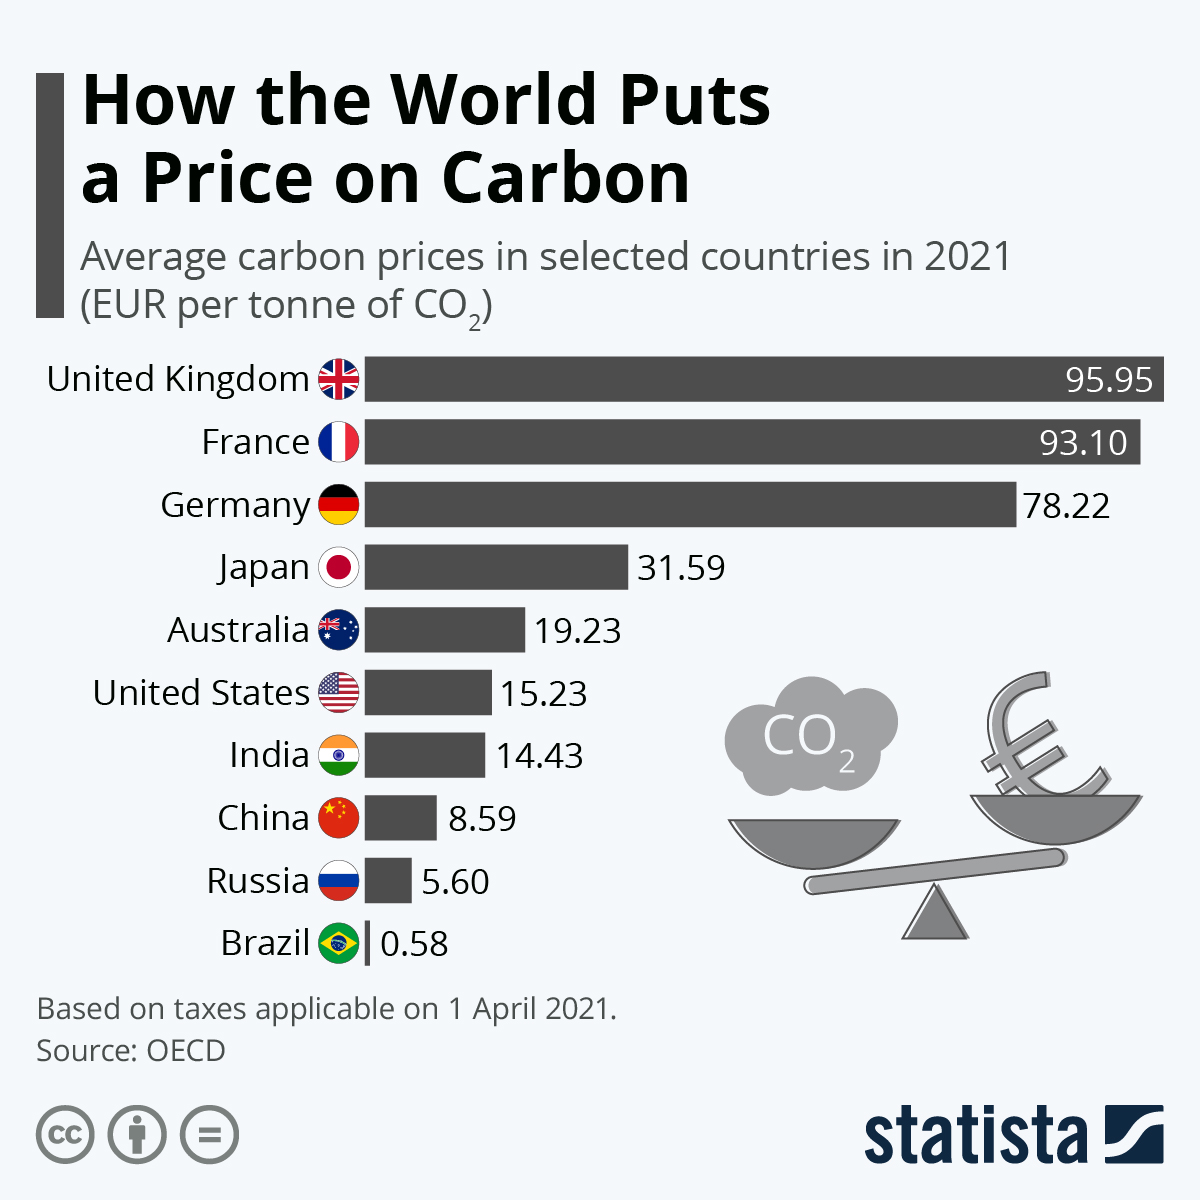 How the World Puts
a Price on Carbon
Average carbon prices in selected countries in 2021
(EUR per tonne of CO₂)
United Kingdom 95.95
France 93.10
Germany 78.22
Japan 31.59
Australia 19.23
United States 15.23
India 14.43
China 8.59
Russia 5.60
Brazil 0.58
CO₂
€
Based on taxes applicable on 1 April 2021.
Source: OECD
cc
=
statista